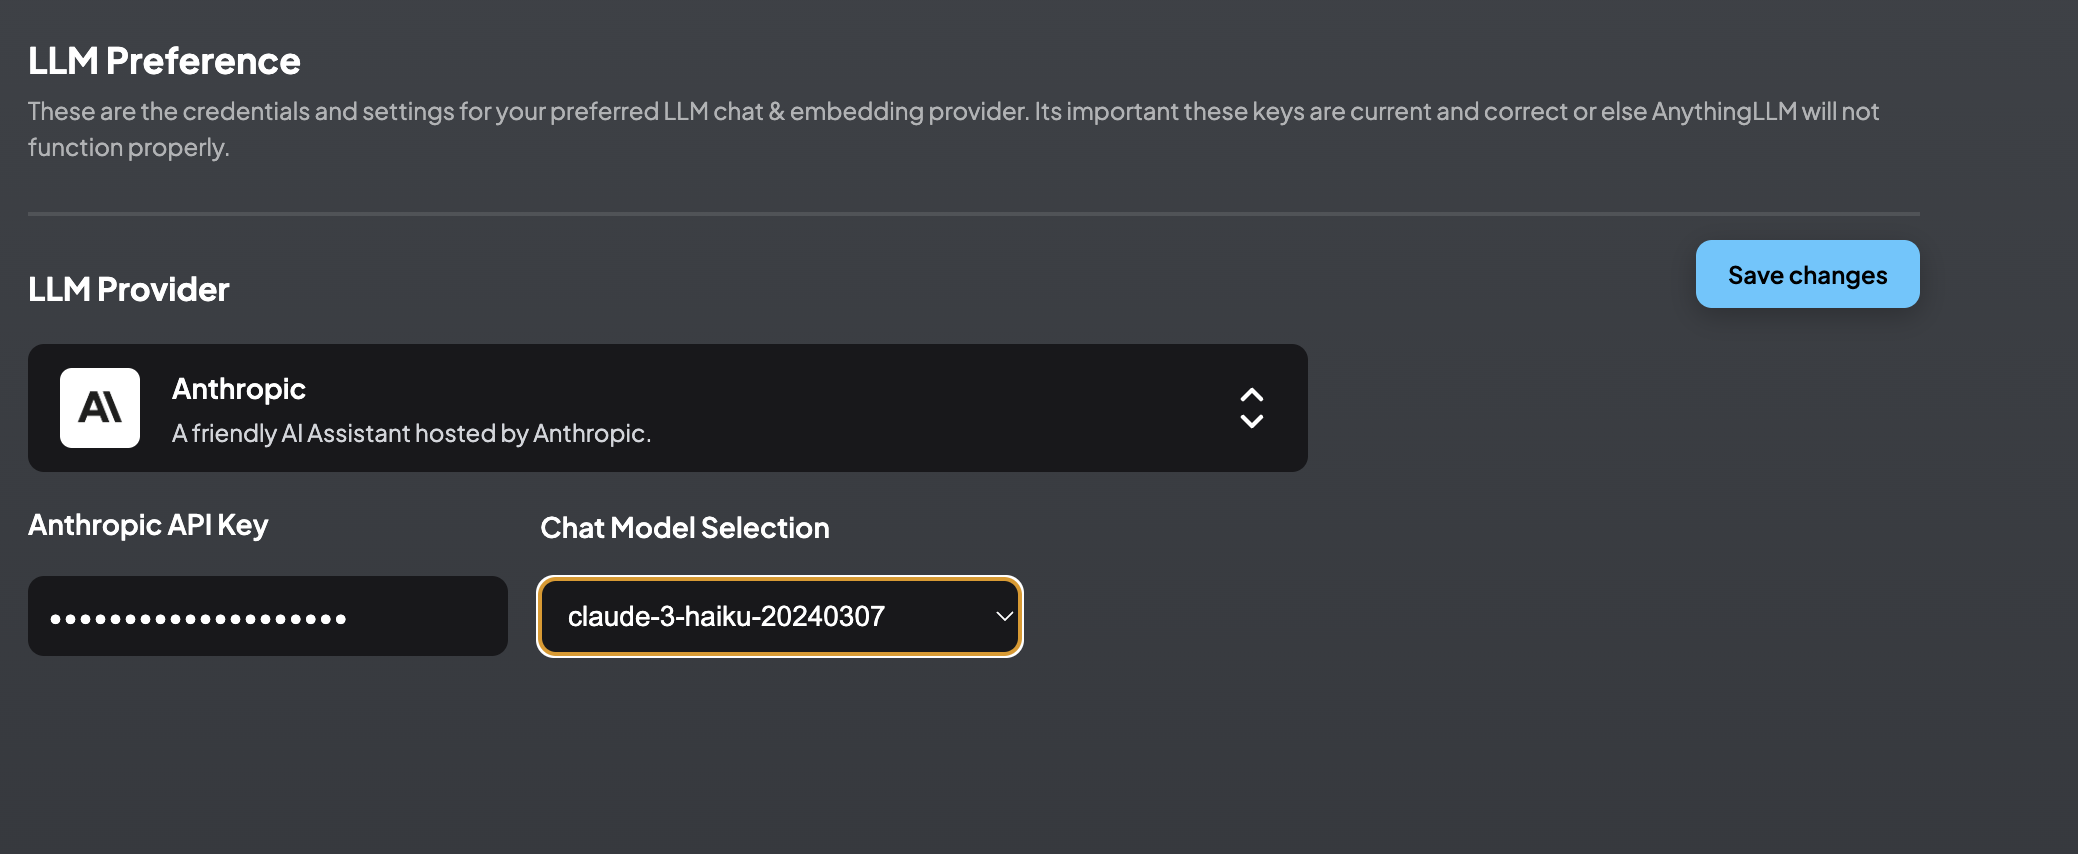 LLM Preference
These are the credentials and settings for your preferred LLM chat & embedding provider. Its important these keys are current and correct or else AnythingLLM will not
function properly.
Save changes
LLM Provider
Anthropic
A friendly AI Assistant hosted by Anthropic.
Anthropic API Key
Chat Model Selection
••••••••••••••••••••
claude-3-haiku-20240307